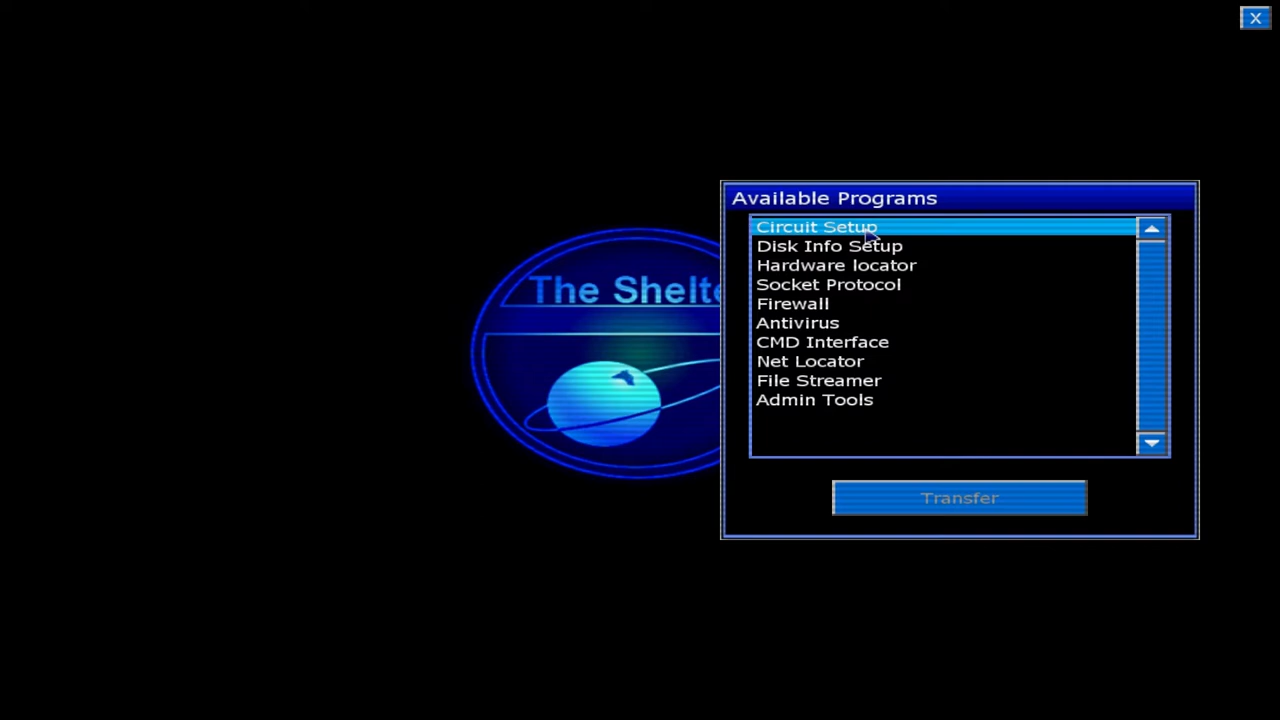 X
Available Programs
Circuit Setup
Disk Info Setup
Hardware locator
Socket Protocol
Firewall
Antivirus
CMD Interface
Net Locator
File Streamer
Admin Tools
Transfer
The Shelte